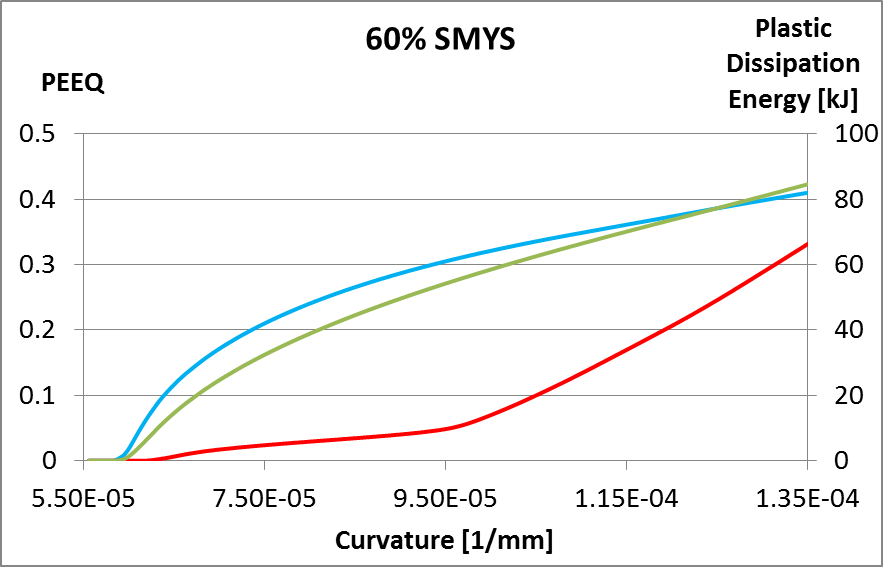 60% SMYS
PEEQ
Plastic
Dissipation
Energy [kJ]
0.5
0.4
0.3
0.2
0.1
0
100
80
60
40
20
0
5.50E-05 7.50E-05 9.50E-05 1.15E-04 1.35E-04
Curvature [1/mm]